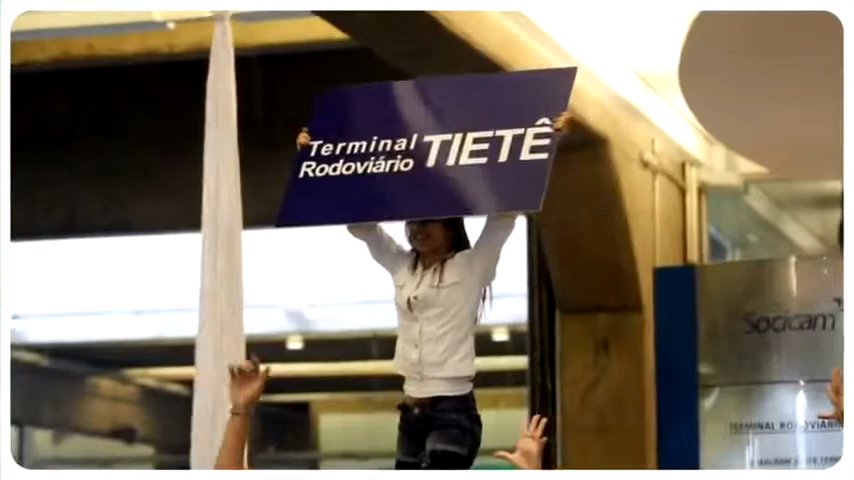 Terminal
Rodoviário TIETÊ
Socicam
TERMINAL RODOVIÁRIO